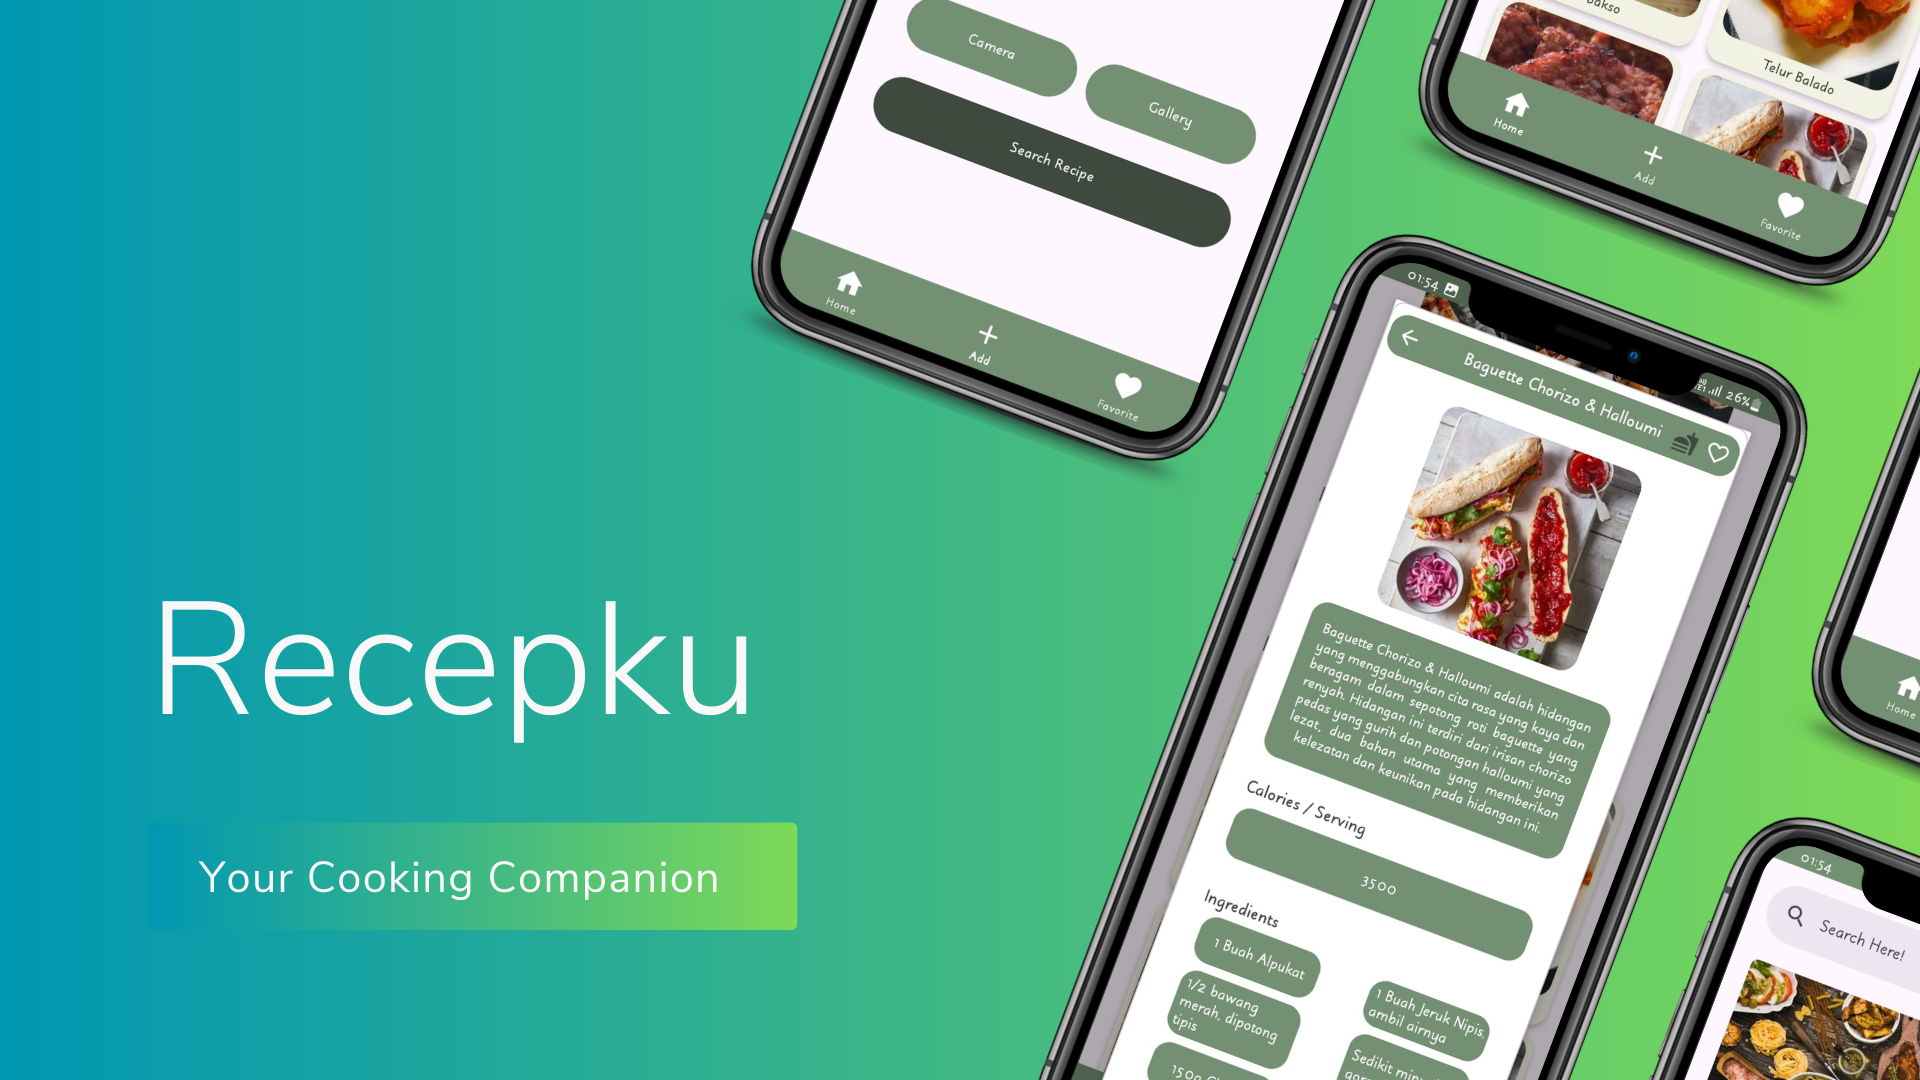 Recepku
Your Cooking Companion
Camera
Gallery
Search Recipe
Home
Add
Favorite
Bakso
Telur Balado
Home
Add
Favorite
01:54
26%
Baguette Chorizo & Halloumi
Baguette Chorizo & Halloumi adalah hidangan
yang menggabungkan cita rasa yang kaya dan
beragam dalam sepotong roti baguette yang
renyah. Hidangan ini terdiri dari irisan chorizo
pedas yang gurih dan potongan halloumi yang
lezat, dua bahan utama yang memberikan
kelezatan dan keunikan pada hidangan ini.
Calories / Serving
3500
Ingredients
1 Buah Alpukat
1/2 bawang
merah, dipotong
tipis
1 Buah Jeruk Nipis,
ambil airnya
Sedikit
Home
01:54
Search Here!